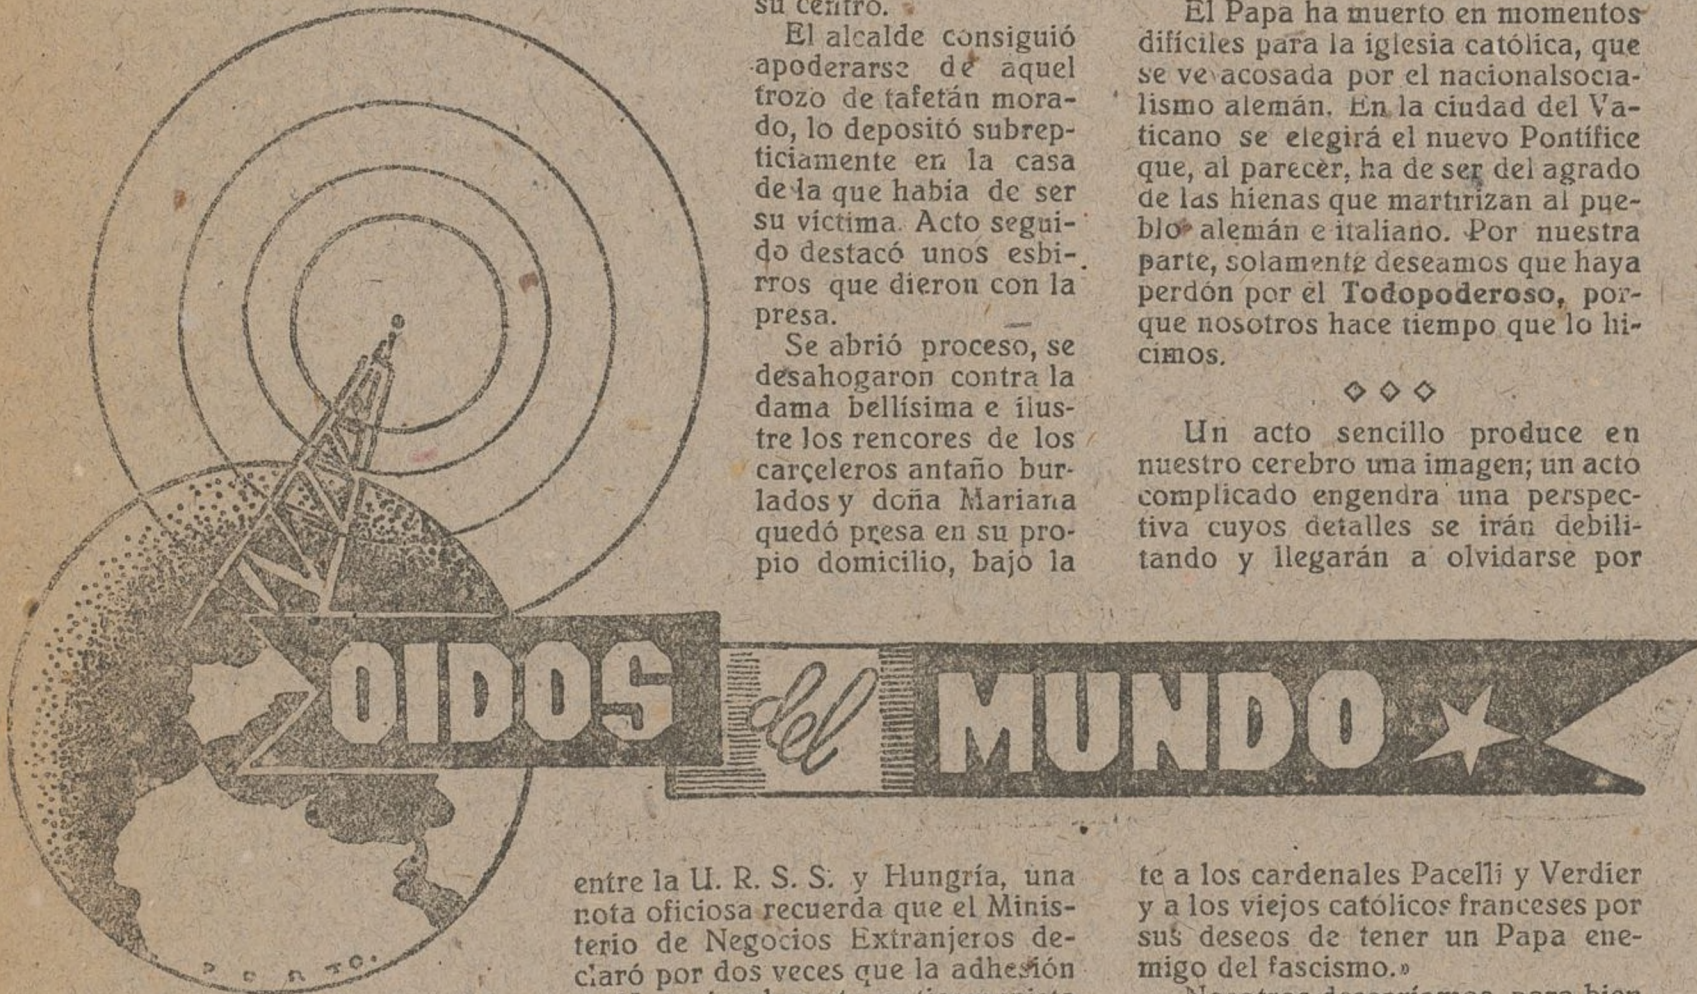 su centro.
El alcalde consiguió
apoderarse de aquel
trozo de tafetán mora-
do, lo depositó subrep-
ticiamente en la casa
de la que habia de ser
su víctima. Acto segui-
do destacó unos esbi-
rros que dieron con la
presa.
Se abrió proceso, se
desahogaron contra la
dama bellísima e ilus-
tre los rencores de los
carceleros antaño bur-
lados y doña Mariana
quedó presa en su pro-
pio domicilio, bajo la
El Papa ha muerto en momentos
difíciles para la iglesia católica, que
se ve acosada por el nacionalsocia-
lismo alemán. En la ciudad del Va-
ticano se elegirá el nuevo Pontífice
que, al parecer, ha de ser del agrado
de las hienas que martirizan al pue-
blo alemán e italiano. Por nuestra
parte, solamente deseamos que haya
perdón por el Todopoderoso, por-
que nosotros hace tiempo que lo hi-
cimos.
Un acto sencillo produce en
nuestro cerebro una imagen; un acto
complicado engendra una perspec-
tiva cuyos detalles se irán debili-
tando y llegarán a olvidarse por
OIDOS del MUNDO
entre la U. R. S. S. y Hungría, una
nota oficiosa recuerda que el Minis-
terio de Negocios Extranjeros de-
claró por dos veces que la adhesión
te a los cardenales Pacelli y Verdier
y a los viejos católicos franceses por
sus deseos de tener un Papa ene-
migo del fascismo.»